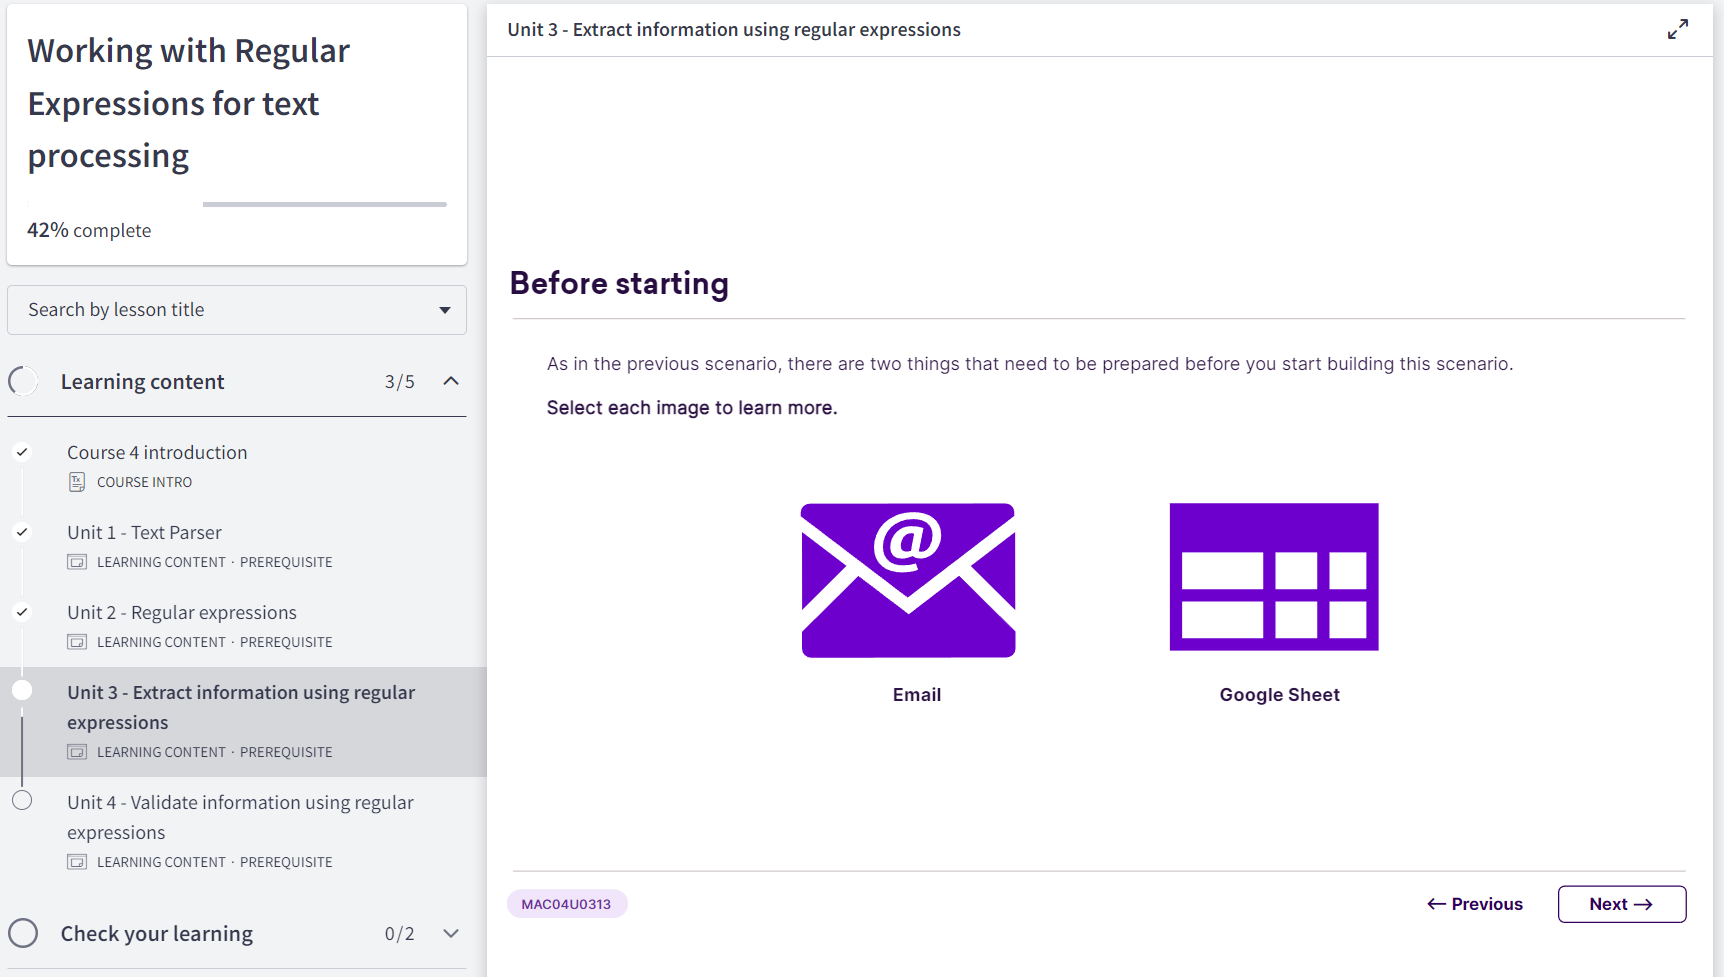 Working with Regular
Expressions for text
processing
42% complete
Search by lesson title
Learning content 3/5
Course 4 introduction
COURSE INTRO
Unit 1 - Text Parser
LEARNING CONTENT · PREREQUISITE
Unit 2 - Regular expressions
LEARNING CONTENT · PREREQUISITE
Unit 3 - Extract information using regular
expressions
LEARNING CONTENT · PREREQUISITE
Unit 4 - Validate information using regular
expressions
LEARNING CONTENT · PREREQUISITE
Check your learning 0/2
Unit 3 - Extract information using regular expressions
Before starting
As in the previous scenario, there are two things that need to be prepared before you start building this scenario.
Select each image to learn more.
@
Email
Google Sheet
MAC04U0313
← Previous
Next →